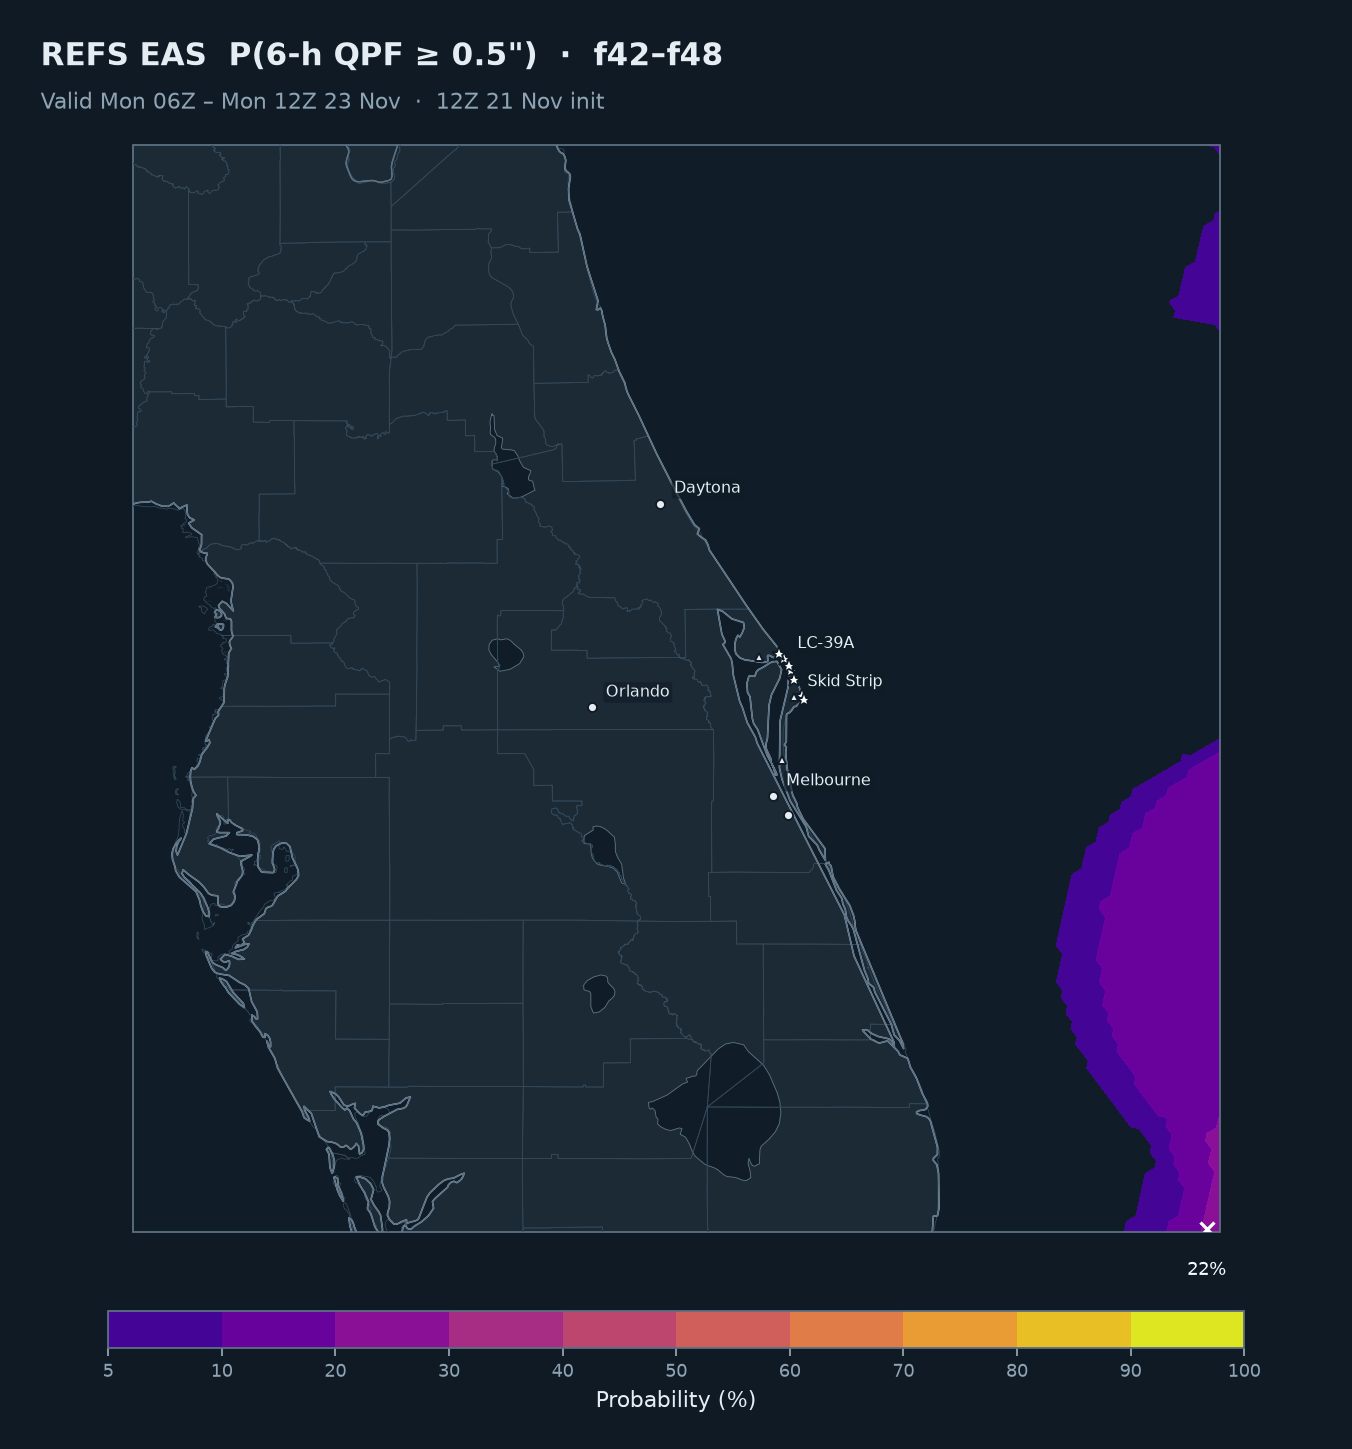 REFS EAS  P(6-h QPF ≥ 0.5")  ·  f42–f48
Valid Mon 06Z – Mon 12Z 23 Nov  ·  12Z 21 Nov init
Daytona
LC-39A
Skid Strip
Orlando
Melbourne
22%
5 10 20 30 40 50 60 70 80 90 100
Probability (%)